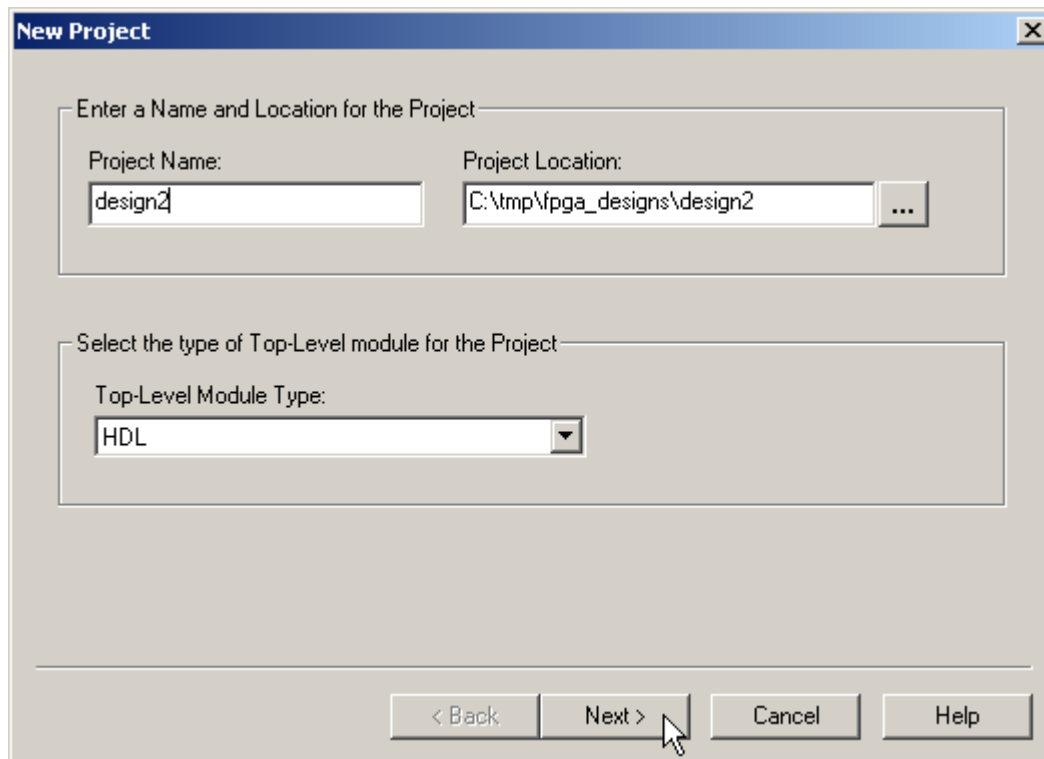 New Project
Enter a Name and Location for the Project
Project Name:
Project Location:
design2
C:\tmp\fpga_designs\design2
...
Select the type of Top-Level module for the Project
Top-Level Module Type:
HDL
< Back
Next >
Cancel
Help